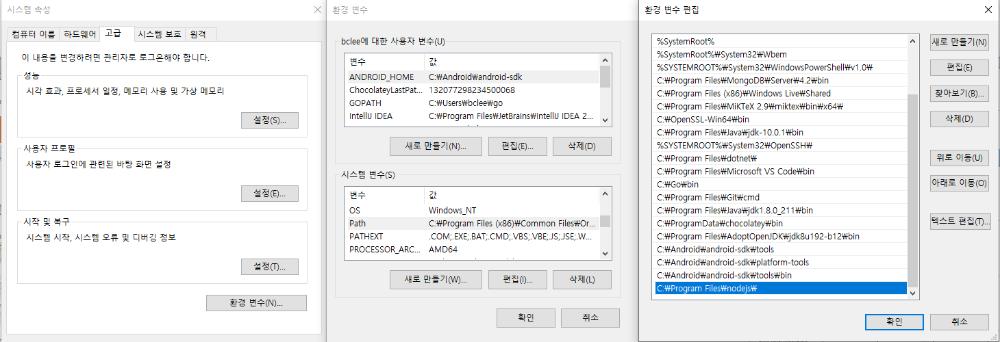 시스템 속성
컴퓨터 이름
하드웨어
고급
시스템 보호
원격
이 내용을 변경하려면 관리자로 로그온해야 합니다.
성능
시각 효과, 프로세서 일정, 메모리 사용 및 가상 메모리
설정(S)...
사용자 프로필
사용자 로그인에 관련된 바탕 화면 설정
설정(E)...
시작 및 복구
시스템 시작, 시스템 오류 및 디버깅 정보
설정(T)...
환경 변수(N)...
환경 변수
bclee에 대한 사용자 변수(U)
변수 값
ANDROID_HOME C:₩Android₩android-sdk
ChocolateyLastPat... 132077298234500068
GOPATH C:₩Users₩bclee₩go
IntelliJ IDEA C:₩Program Files₩JetBrains₩IntelliJ IDEA 2...
새로 만들기(N)...
편집(E)...
삭제(D)
시스템 변수(S)
변수 값
OS Windows_NT
Path C:₩Program Files (x86)₩Common Files₩Or...
PATHEXT .COM;.EXE;.BAT;.CMD;.VBS;.VBE;.JS;.JSE;.W...
PROCESSOR_ARC... AMD64
새로 만들기(W)...
편집(I)...
삭제(L)
확인
취소
환경 변수 편집
%SystemRoot%
%SystemRoot%₩System32₩Wbem
%SYSTEMROOT%₩System32₩WindowsPowerShell₩v1.0₩
C:₩Program Files₩MongoDB₩Server₩4.2₩bin
C:₩Program Files (x86)₩Windows Live₩Shared
C:₩Program Files₩MiKTeX 2.9₩miktex₩bin₩x64₩
C:₩OpenSSL-Win64₩bin
C:₩Program Files₩Java₩jdk-10.0.1₩bin
%SYSTEMROOT%₩System32₩OpenSSH₩
C:₩Program Files₩dotnet₩
C:₩Program Files₩Microsoft VS Code₩bin
C:₩Go₩bin
C:₩Program Files₩Git₩cmd
C:₩Program Files₩Java₩jdk1.8.0_211₩bin
C:₩ProgramData₩chocolatey₩bin
C:₩Program Files₩AdoptOpenJDK₩jdk8u192-b12₩bin
C:₩Android₩android-sdk₩tools
C:₩Android₩android-sdk₩platform-tools
C:₩Android₩android-sdk₩tools₩bin
C:₩Program Files₩nodejs₩
새로 만들기(N)
편집(E)
찾아보기(B)...
삭제(D)
위로 이동(U)
아래로 이동(O)
텍스트 편집(T)...
확인
취소